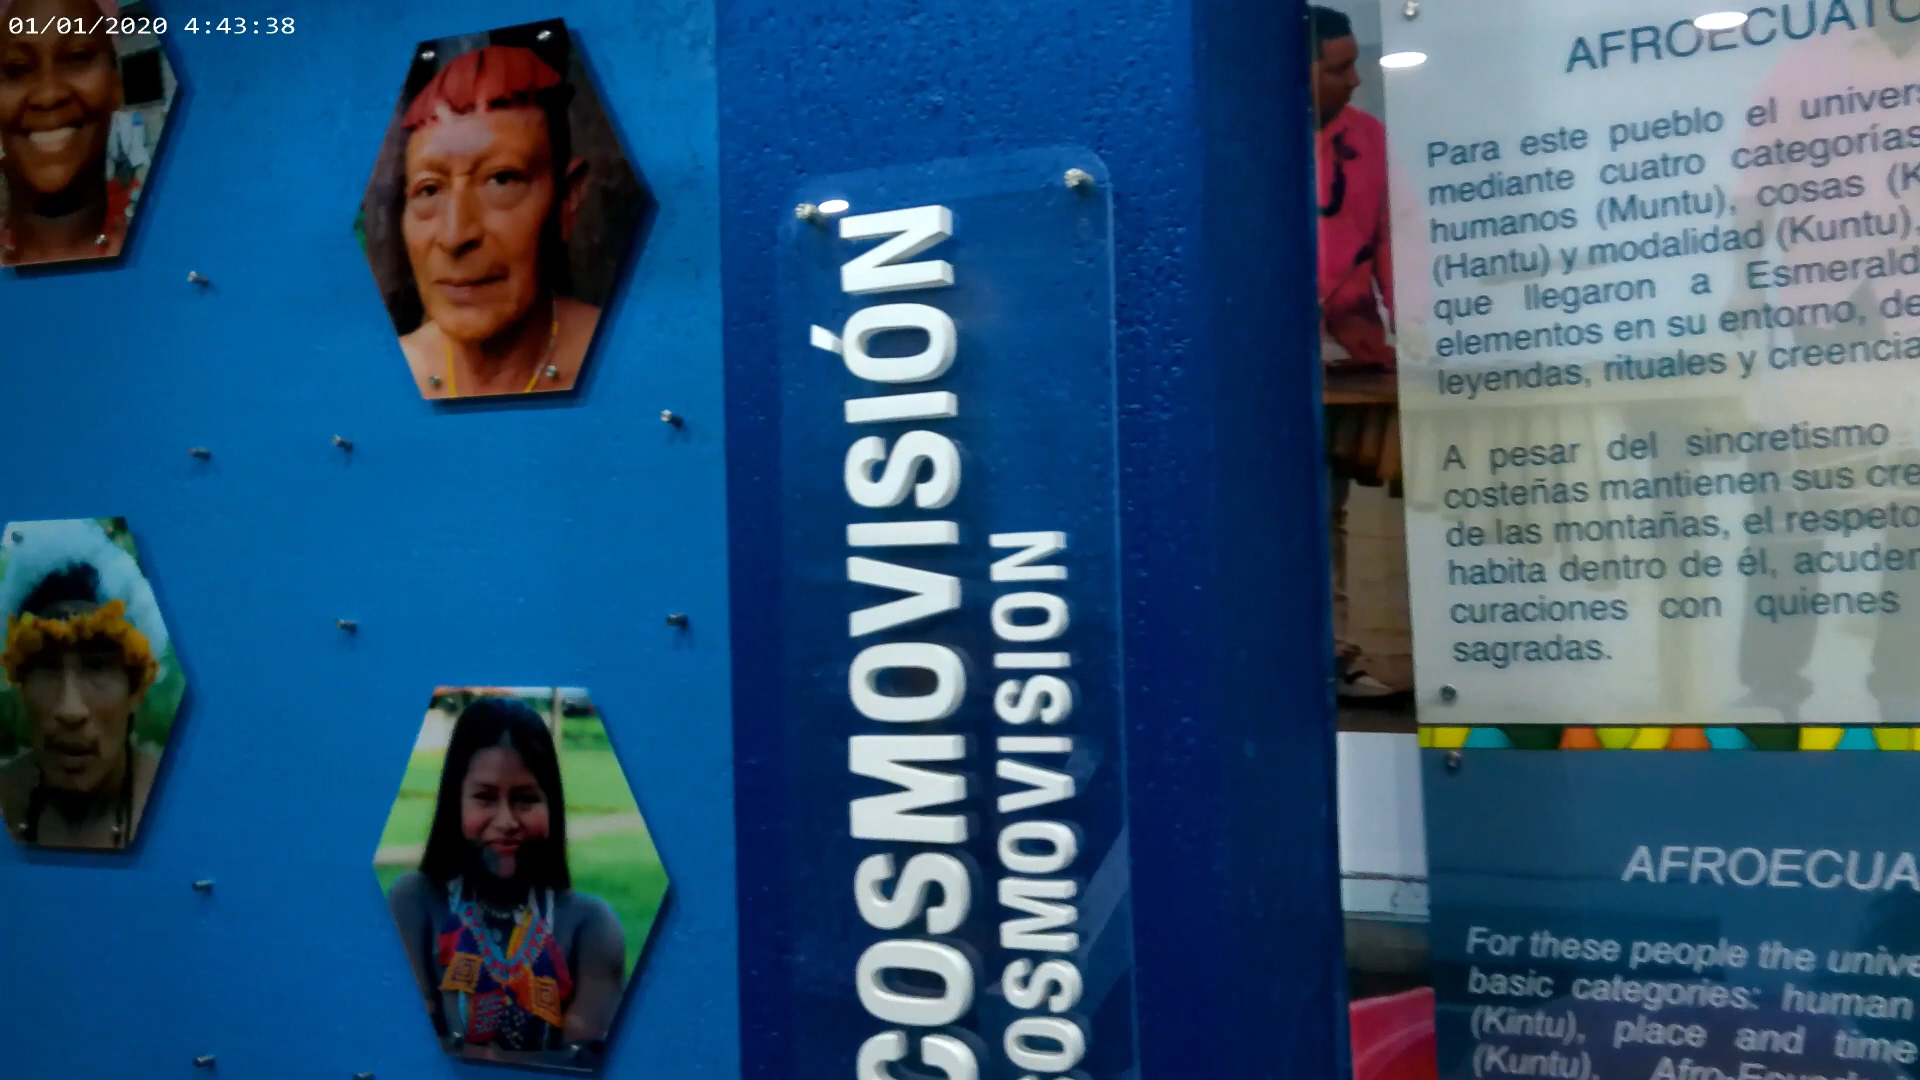 01/01/2020 4:43:38
COSMOVISIÓN
COSMOVISION
AFROECUATO
Para este pueblo el univers
mediante cuatro categorías
humanos (Muntu), cosas (K
(Hantu) y modalidad (Kuntu),
que llegaron a Esmerald
elementos en su entorno, de
leyendas, rituales y creencia
A pesar del sincretismo
costeñas mantienen sus cre
de las montañas, el respeto
habita dentro de él, acuden
curaciones con quienes
sagradas.
AFROECUA
For these people the unive
basic categories: human
(Kintu), place and time
(Kuntu). Afro-Ecua